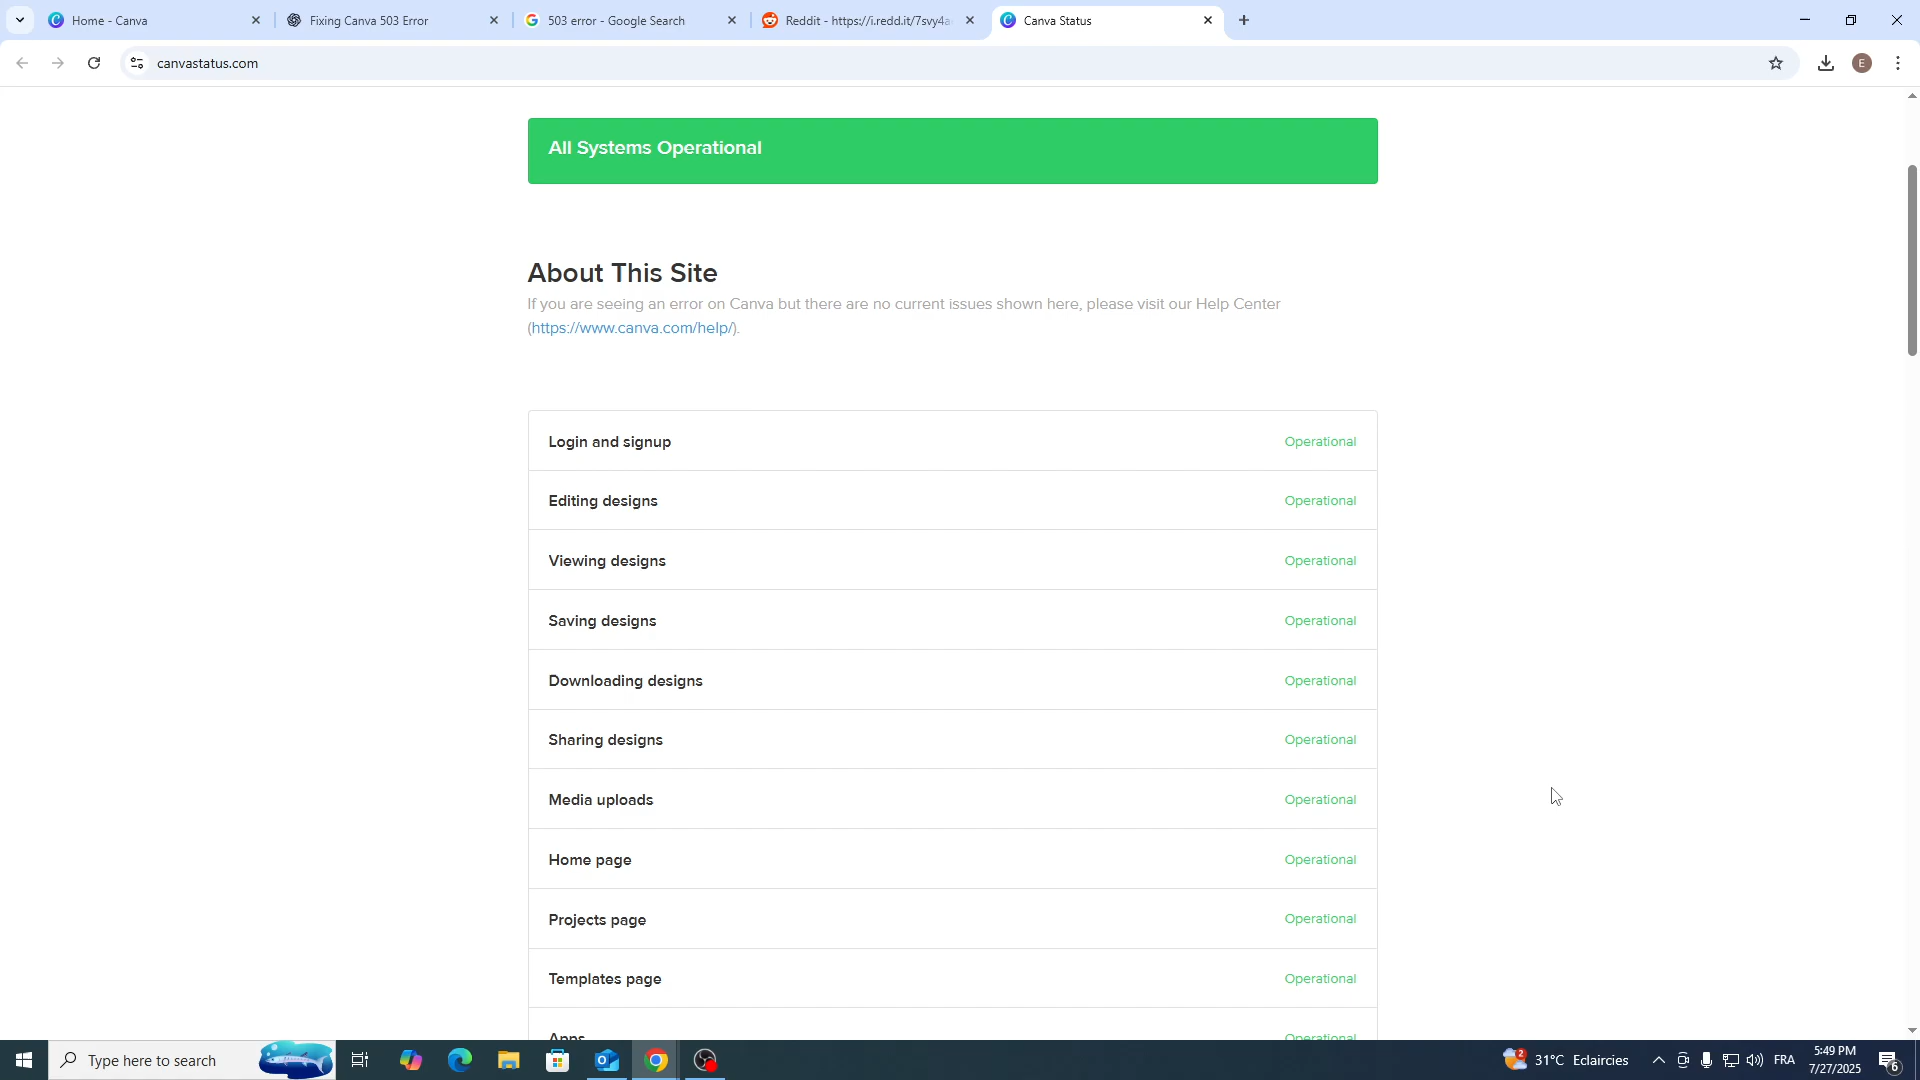 Home - Canva
Fixing Canva 503 Error
503 error - Google Search
Reddit - https://i.redd.it/7svy4a
Canva Status
canvastatus.com
E
All Systems Operational
About This Site
If you are seeing an error on Canva but there are no current issues shown here, please visit our Help Center
(https://www.canva.com/help/).
Login and signup Operational
Editing designs Operational
Viewing designs Operational
Saving designs Operational
Downloading designs Operational
Sharing designs Operational
Media uploads Operational
Home page Operational
Projects page Operational
Templates page Operational
Apps Operational
Type here to search
2
31°C Eclaircies
FRA
5:49 PM
7/27/2025
6